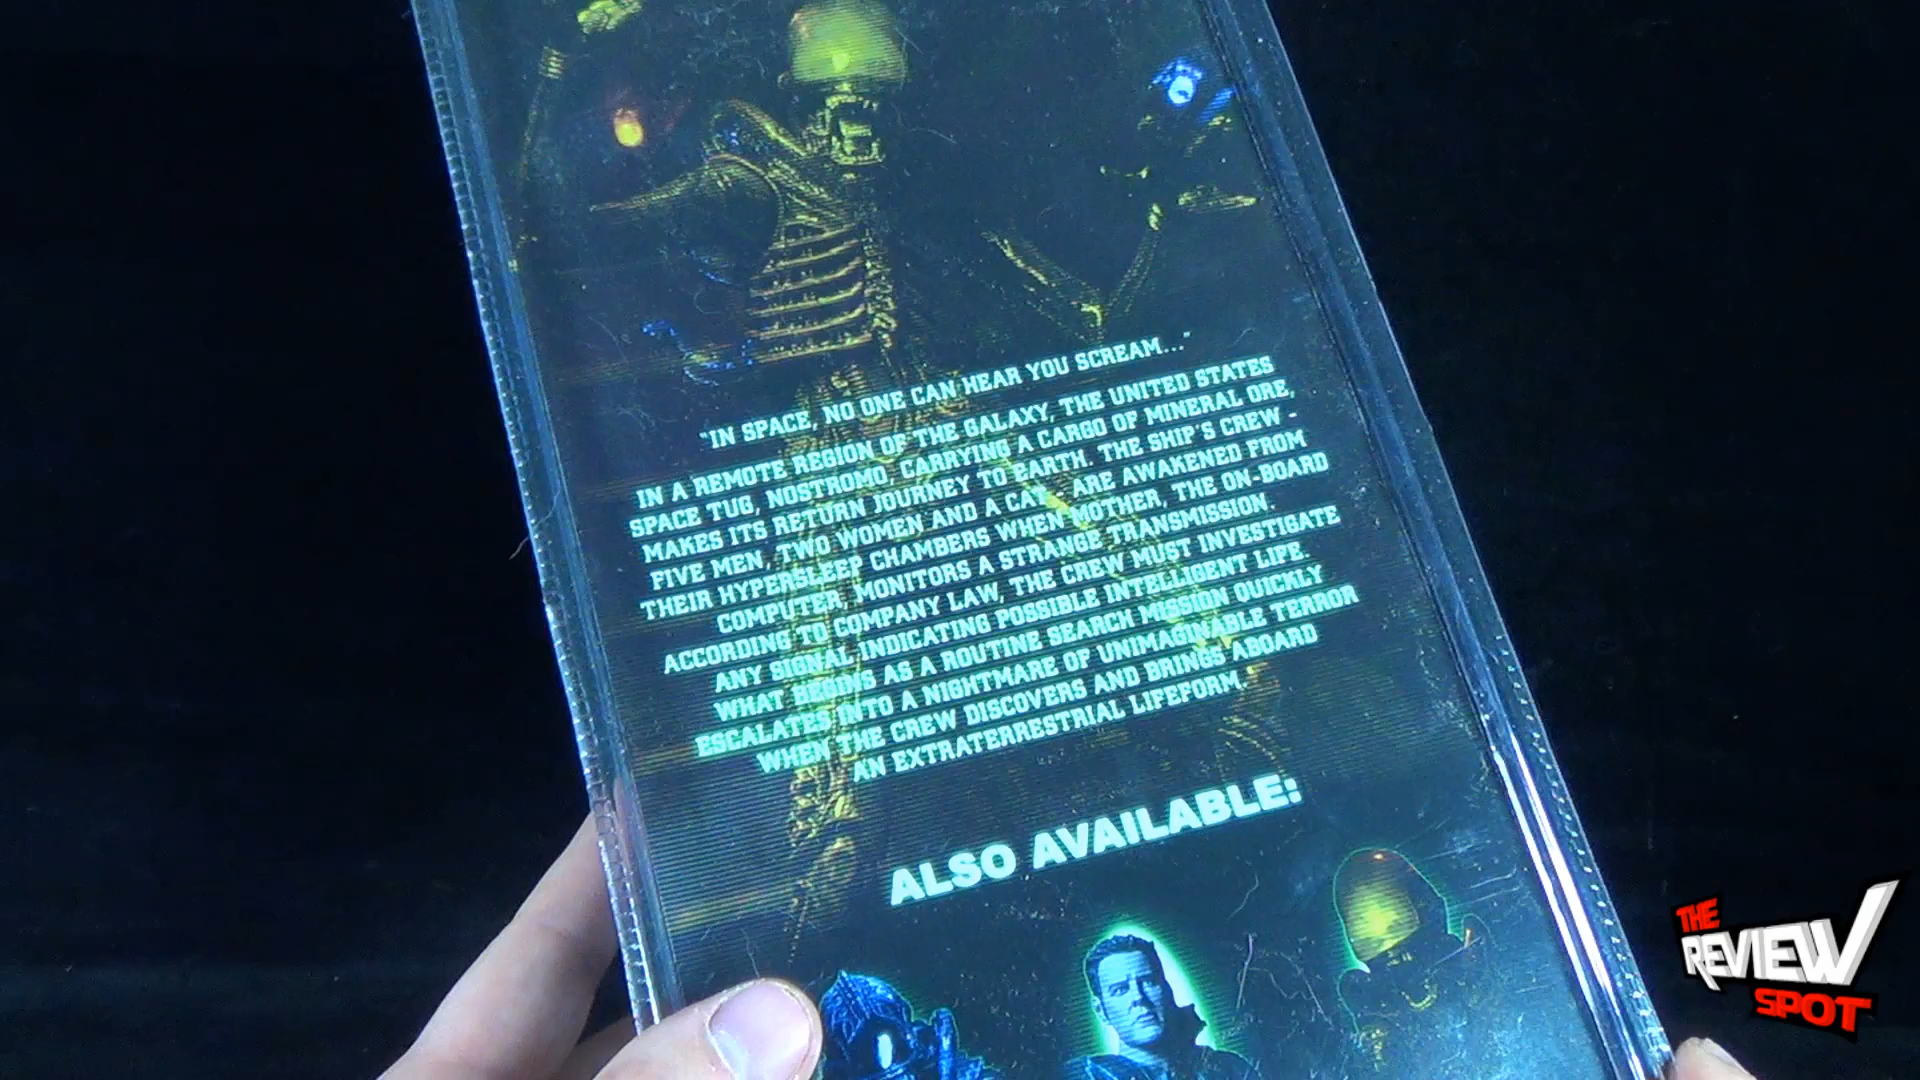 "IN SPACE, NO ONE CAN HEAR YOU SCREAM..."
IN A REMOTE REGION OF THE GALAXY, THE UNITED STATES
SPACE TUG, NOSTROMO, CARRYING A CARGO OF MINERAL ORE,
MAKES ITS RETURN JOURNEY TO EARTH. THE SHIP'S CREW -
FIVE MEN, TWO WOMEN AND A CAT - ARE AWAKENED FROM
THEIR HYPERSLEEP CHAMBERS WHEN MOTHER, THE ON-BOARD
COMPUTER, MONITORS A STRANGE TRANSMISSION.
ACCORDING TO COMPANY LAW, THE CREW MUST INVESTIGATE
ANY SIGNAL INDICATING POSSIBLE INTELLIGENT LIFE.
WHAT BEGINS AS A ROUTINE SEARCH MISSION QUICKLY
ESCALATES INTO A NIGHTMARE OF UNIMAGINABLE TERROR
WHEN THE CREW DISCOVERS AND BRINGS ABOARD
AN EXTRATERRESTRIAL LIFEFORM.
ALSO AVAILABLE:
THE
REVIEW
SPOT